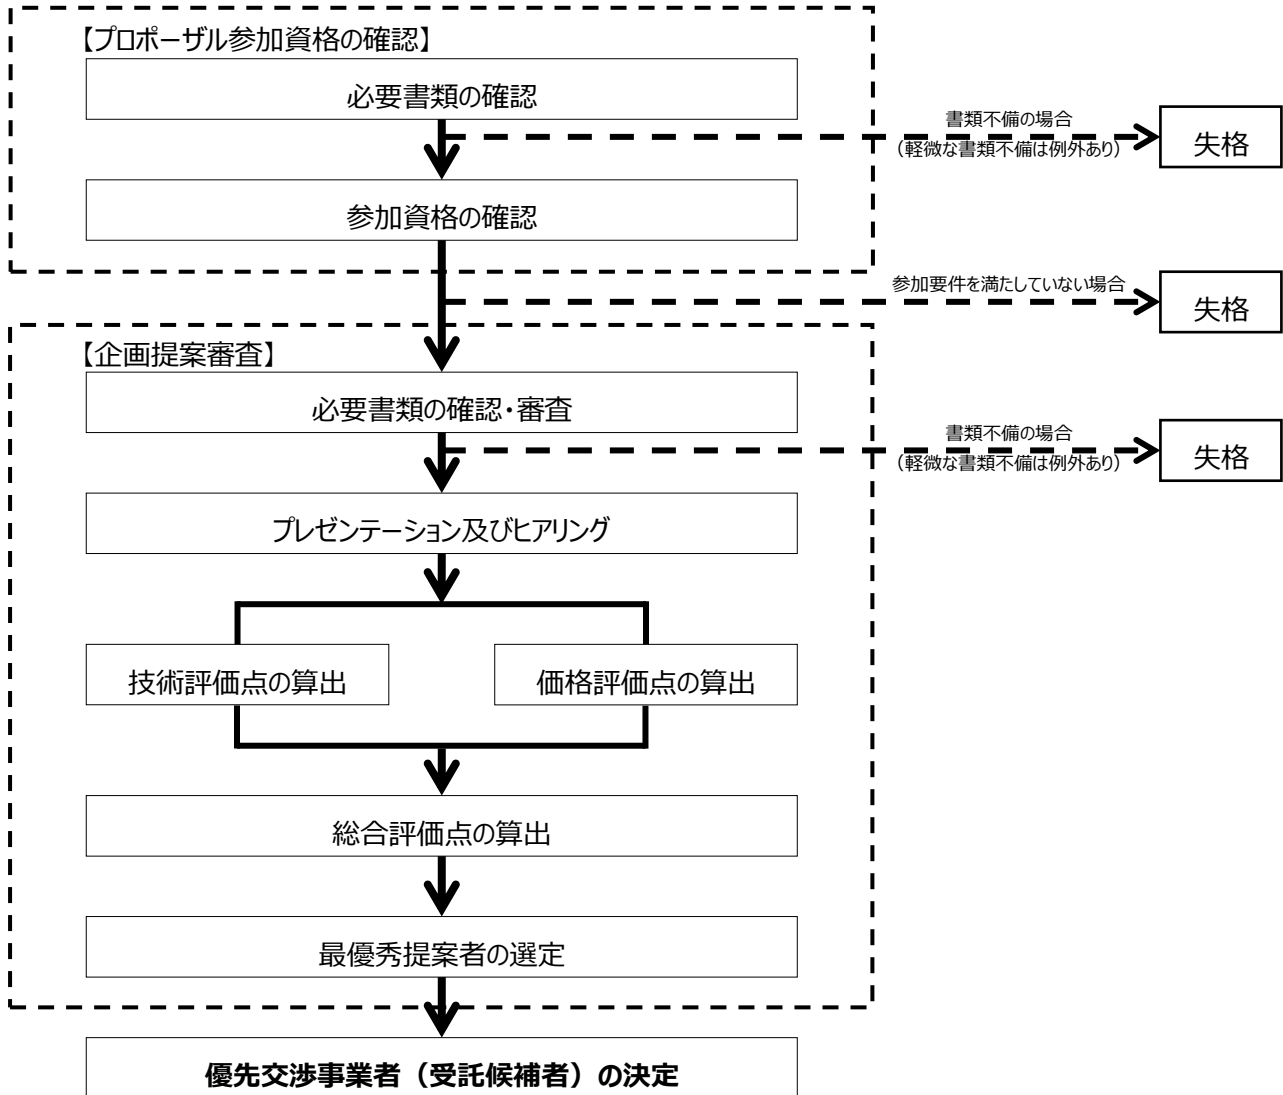 【プロポーザル参加資格の確認】
必要書類の確認
書類不備の場合
（軽微な書類不備は例外あり）
失格
参加資格の確認
参加要件を満たしていない場合
失格
【企画提案審査】
必要書類の確認・審査
書類不備の場合
（軽微な書類不備は例外あり）
失格
プレゼンテーション及びヒアリング
技術評価点の算出
価格評価点の算出
総合評価点の算出
最優秀提案者の選定
優先交渉事業者（受託候補者）の決定